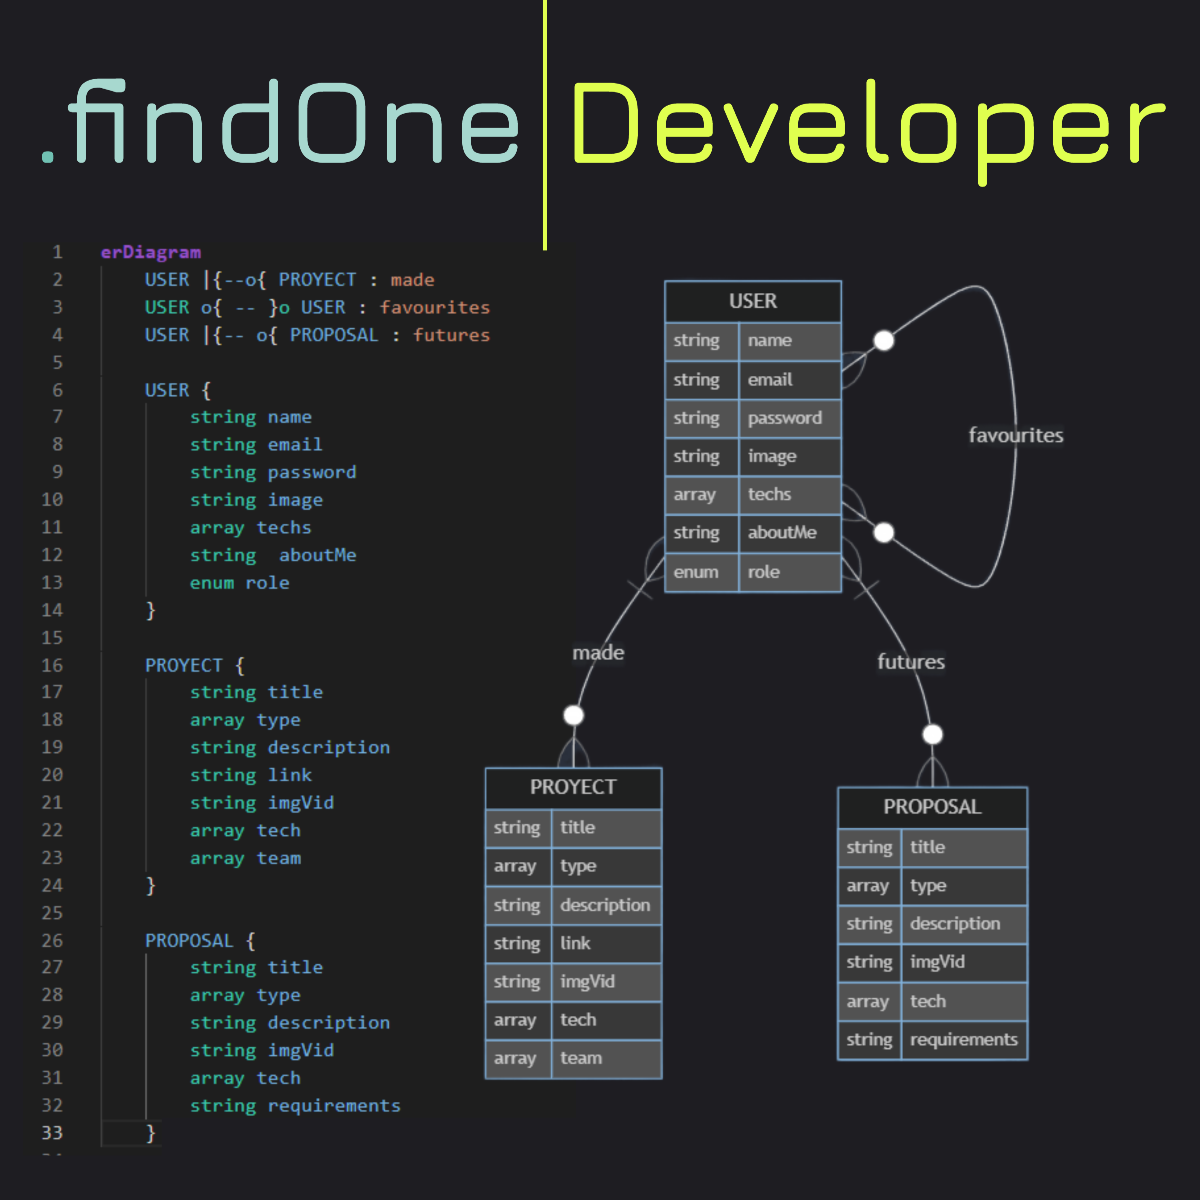 .findOne|Developer
1 erDiagram
2 USER |{--o{ PROYECT : made
3 USER o{ -- }o USER : favourites
4 USER |{-- o{ PROPOSAL : futures
5
6 USER {
7 string name
8 string email
9 string password
10 string image
11 array techs
12 string  aboutMe
13 enum role
14 }
15
16 PROYECT {
17 string title
18 array type
19 string description
20 string link
21 string imgVid
22 array tech
23 array team
24 }
25
26 PROPOSAL {
27 string title
28 array type
29 string description
30 string imgVid
31 array tech
32 string requirements
33 }
USER
string name
string email
string password
string image
array techs
string aboutMe
enum role
favourites
made
futures
PROYECT
string title
array type
string description
string link
string imgVid
array tech
array team
PROPOSAL
string title
array type
string description
string imgVid
array tech
string requirements